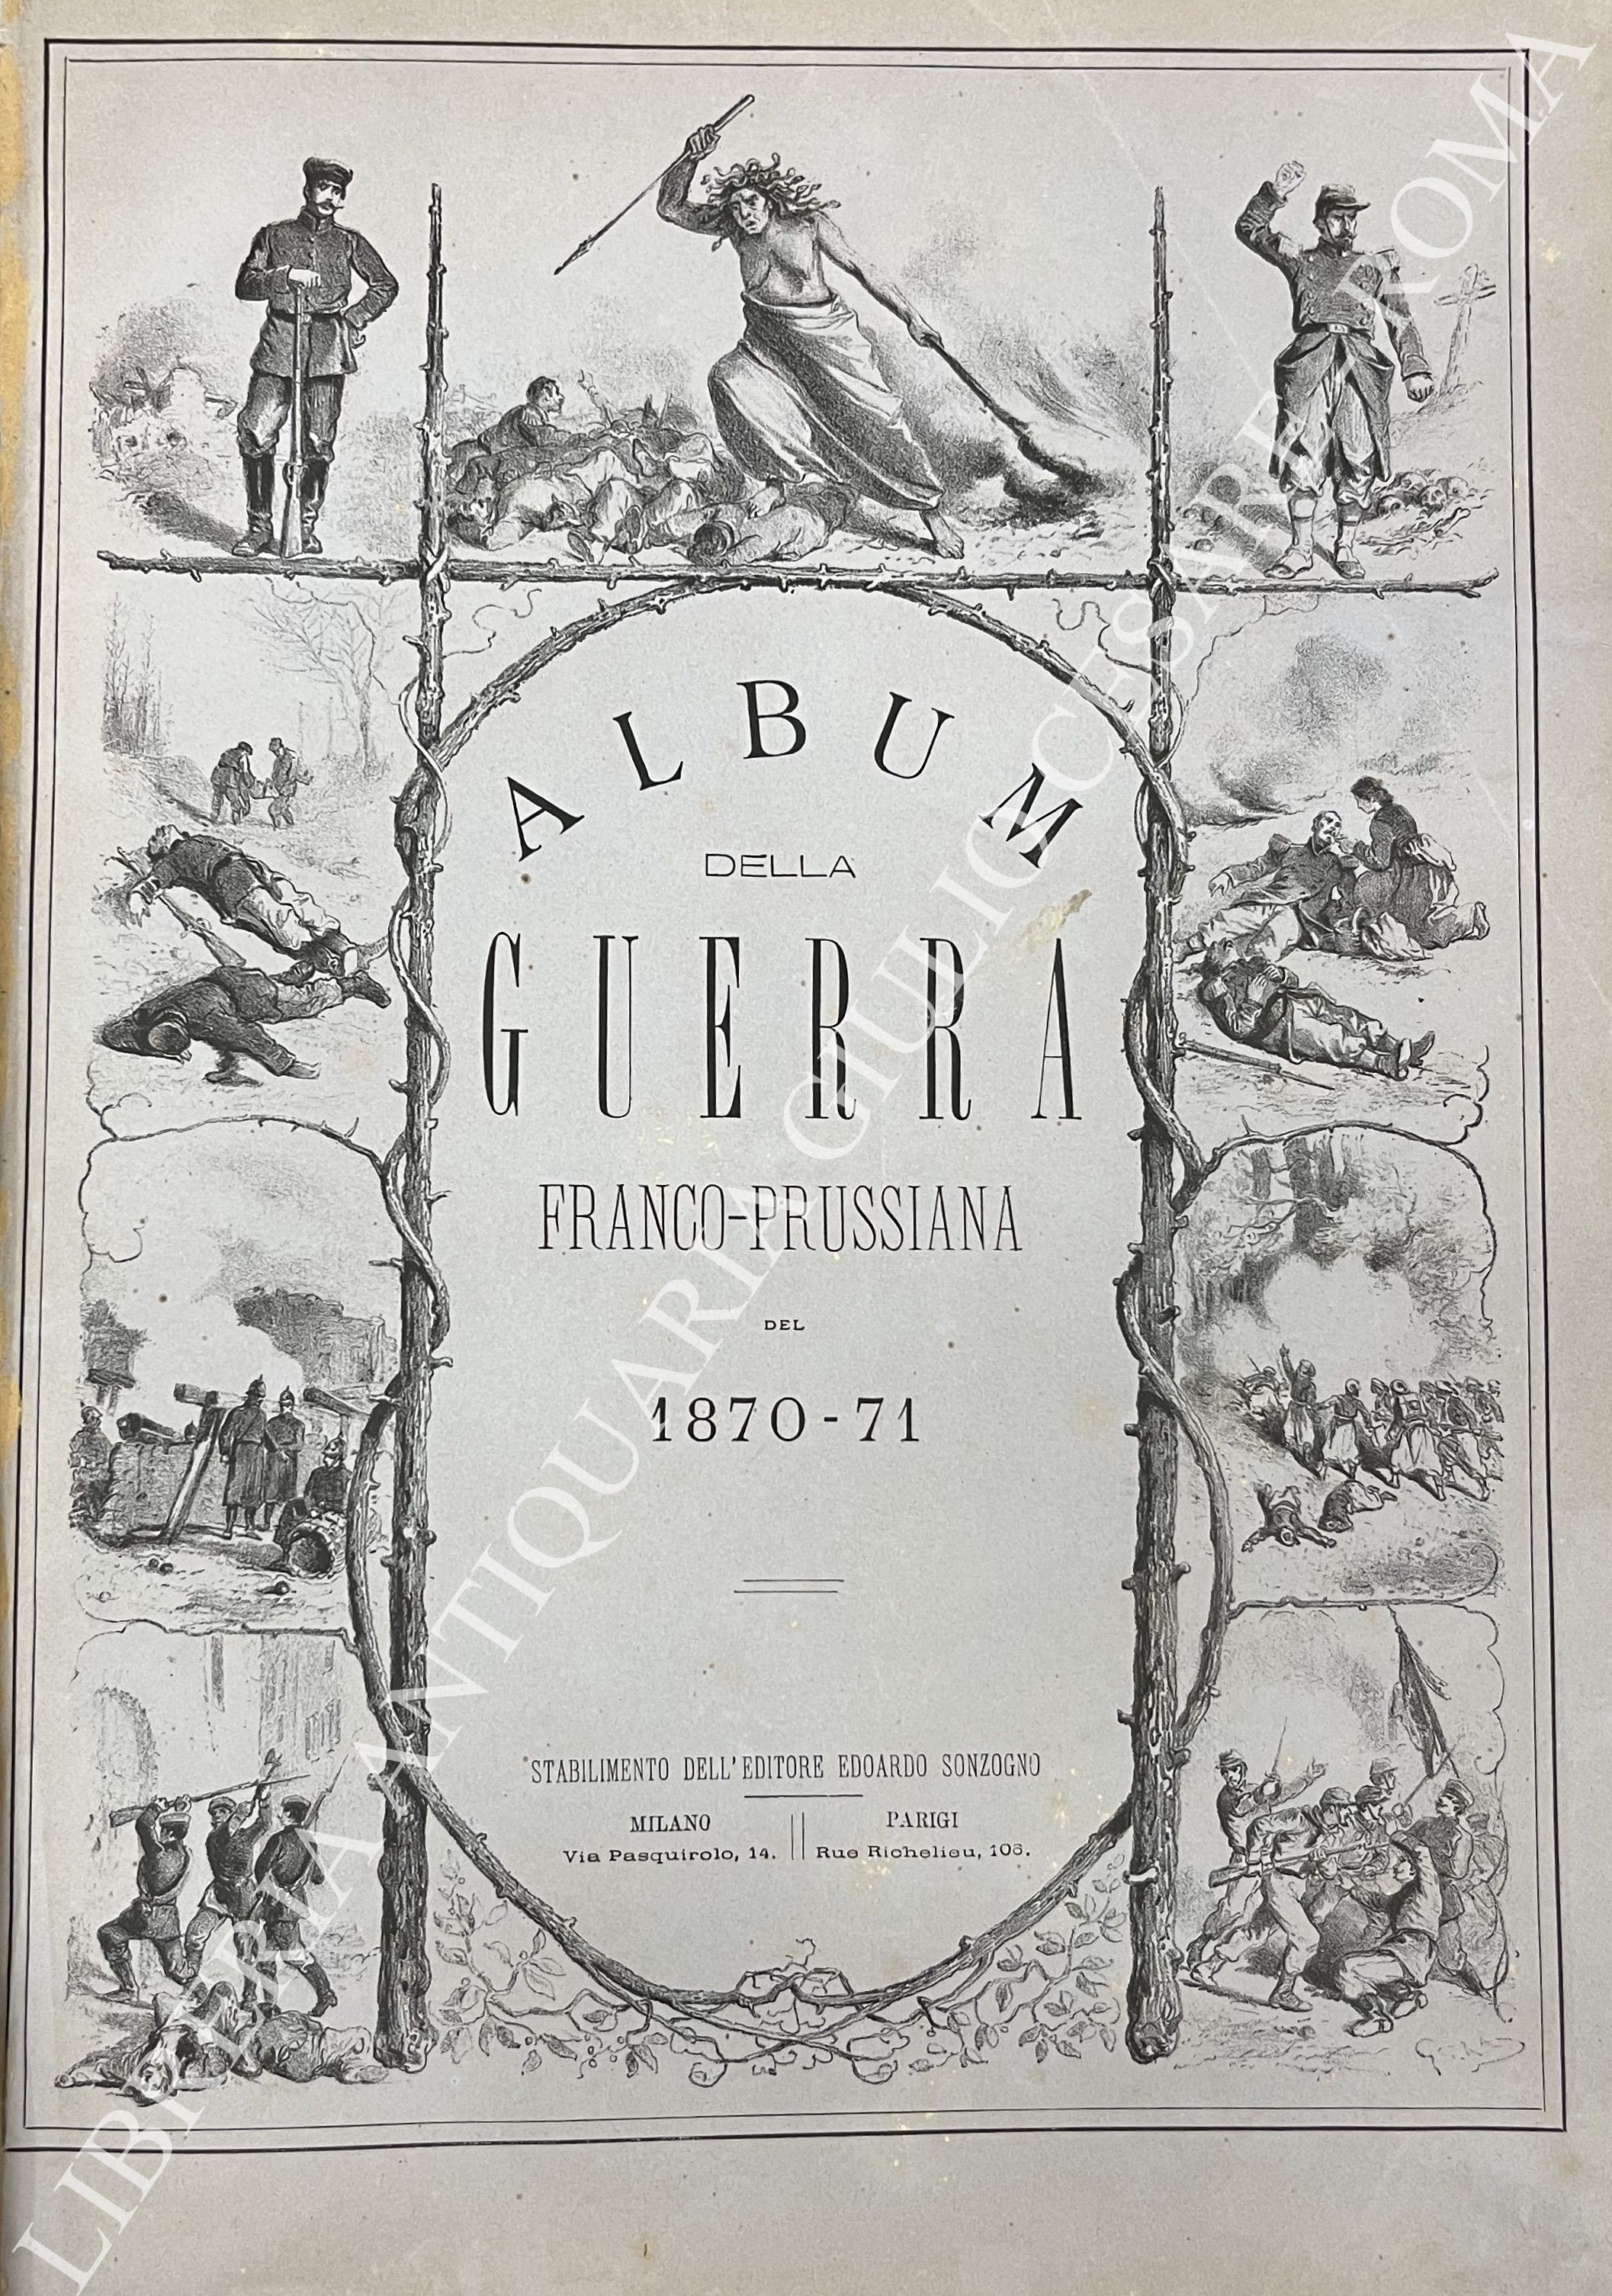 ALBUM
DELLA
GUERRA
FRANCO-PRUSSIANA
DEL
1870-71
STABILIMENTO DELL'EDITORE EDOARDO SONZOGNO
MILANO
Via Pasquirolo, 14.
PARIGI
Rue Richelieu, 106.
LIBRERIA ANTIQUARIA GIULIO CESARE - ROMA